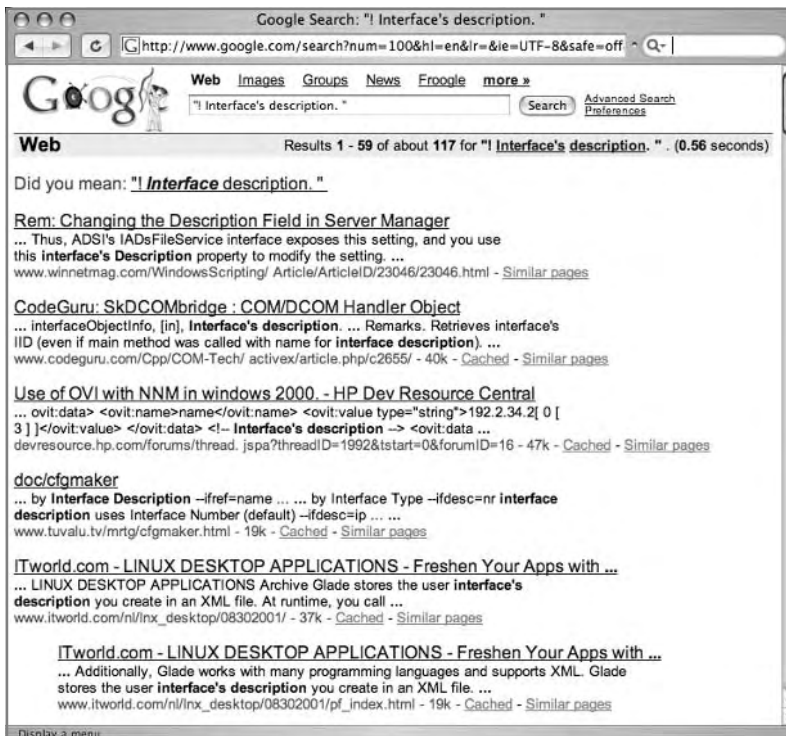 Google Search: "! Interface's description. "
http://www.google.com/search?num=100&hl=en&lr=&ie=UTF-8&safe=off
Google
Web Images Groups News Froogle more »
"! Interface's description. " Search Advanced Search
Preferences
Web Results 1 - 59 of about 117 for "! Interface's description. " . (0.56 seconds)
Did you mean: "! Interface description. "
Rem: Changing the Description Field in Server Manager
... Thus, ADSI's IADsFileService interface exposes this setting, and you use
this interface's Description property to modify the setting. ...
www.winnetmag.com/WindowsScripting/ Article/ArticleID/23046/23046.html - Similar pages
CodeGuru: SkDCOMbridge : COM/DCOM Handler Object
... interfaceObjectInfo, [in], Interface's description. ... Remarks. Retrieves interface's
IID (even if main method was called with name for interface description). ...
www.codeguru.com/Cpp/COM-Tech/ activex/article.php/c2655/ - 40k - Cached - Similar pages
Use of OVI with NNM in windows 2000. - HP Dev Resource Central
... ovit:data> <ovit:name>name</ovit:name> <ovit:value type="string">192.2.34.2[ 0 [
3 ] ]</ovit:value> </ovit:data> <!-- Interface's description --> <ovit:data ...
devresource.hp.com/forums/thread. jspa?threadID=1992&tstart=0&forumID=16 - 47k - Cached - Similar pages
doc/cfgmaker
... by Interface Description --ifref=name ... ... by Interface Type --ifdesc=nr interface
description uses Interface Number (default) --ifdesc=ip ... ...
www.tuvalu.tv/mrtg/cfgmaker.html - 19k - Cached - Similar pages
ITworld.com - LINUX DESKTOP APPLICATIONS - Freshen Your Apps with ...
... LINUX DESKTOP APPLICATIONS Archive Glade stores the user interface's
description you create in an XML file. At runtime, you call ...
www.itworld.com/nl/lnx_desktop/08302001/ - 37k - Cached - Similar pages
ITworld.com - LINUX DESKTOP APPLICATIONS - Freshen Your Apps with ...
... Additionally, Glade works with many programming languages and supports XML. Glade
stores the user interface's description you create in an XML file. ...
www.itworld.com/nl/lnx_desktop/08302001/pf_index.html - 19k - Cached - Similar pages
Display a menu